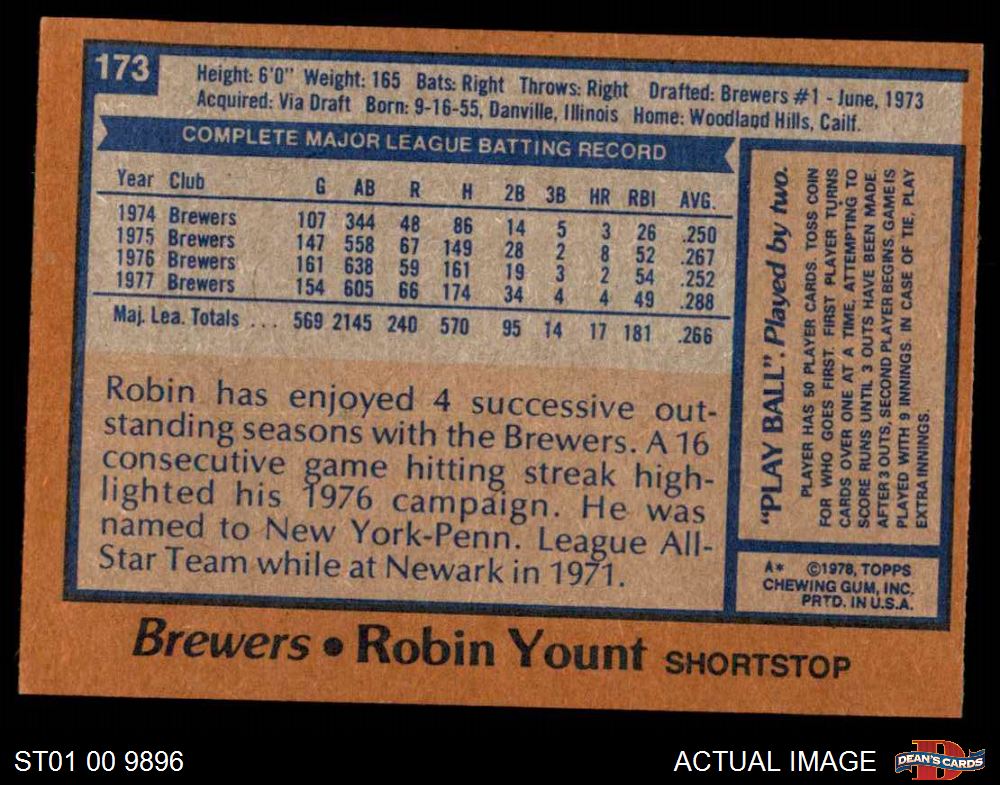 173
Height: 6'0" Weight: 165 Bats: Right Throws: Right Drafted: Brewers #1 - June, 1973
Acquired: Via Draft Born: 9-16-55, Danville, Illinois Home: Woodland Hills, Cailf.
COMPLETE MAJOR LEAGUE BATTING RECORD
Year Club G AB R H 2B 3B HR RBI AVG.
1974 Brewers 107 344 48 86 14 5 3 26 .250
1975 Brewers 147 558 67 149 28 2 8 52 .267
1976 Brewers 161 638 59 161 19 3 2 54 .252
1977 Brewers 154 605 66 174 34 4 4 49 .288
Maj. Lea. Totals ... 569 2145 240 570 95 14 17 181 .266
Robin has enjoyed 4 successive out-
standing seasons with the Brewers. A 16
consecutive game hitting streak high-
lighted his 1976 campaign. He was
named to New York-Penn. League All-
Star Team while at Newark in 1971.
"PLAY BALL". Played by two.
PLAYER HAS 50 PLAYER CARDS. TOSS COIN
FOR WHO GOES FIRST. FIRST PLAYER TURNS
CARDS OVER ONE AT A TIME, ATTEMPTING TO
SCORE RUNS UNTIL 3 OUTS HAVE BEEN MADE.
AFTER 3 OUTS, SECOND PLAYER BEGINS. GAME IS
PLAYED WITH 9 INNINGS. IN CASE OF TIE, PLAY
EXTRA INNINGS.
A* ©1978, TOPPS
CHEWING GUM, INC.
PRTD. IN U.S.A.
Brewers • Robin Yount SHORTSTOP
ST01 00 9896
ACTUAL IMAGE
D
DEAN'S CARDS